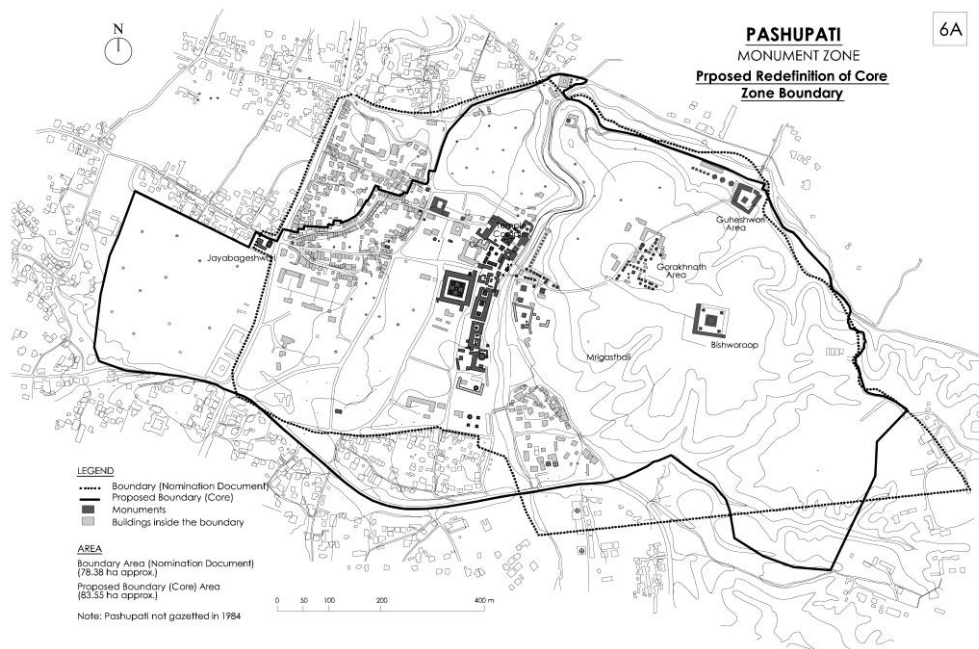 N
6A
PASHUPATI
MONUMENT ZONE
Prposed Redefinition of Core
Zone Boundary
Guheshwari
Area
Jayabageshwri
Gorakhnath
Area
Bishworoop
Mrigasthali
LEGEND
Boundary (Nomination Document)
Proposed Boundary (Core)
Monuments
Buildings inside the boundary
AREA
Boundary Area (Nomination Document)
(78.38 ha approx.)
Proposed Boundary (Core) Area
(83.55 ha approx.)
Note: Pashupati not gazetted in 1984
0 50 100 200 400 m